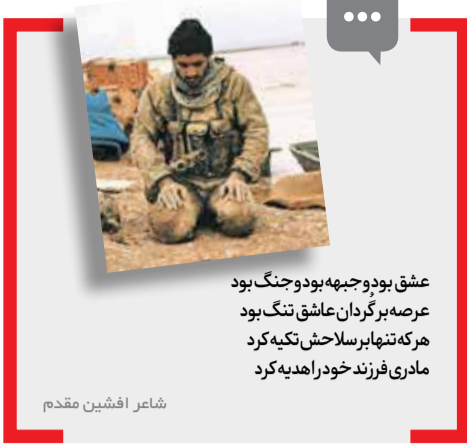 عشق بود و جبهه بود و جنگ بود
عرصه بر گُردان عاشق تنگ بود
هر که تنها بر سلاحش تکیه کرد
مادری فرزند خود را هدیه کرد
شاعر افشین مقدم